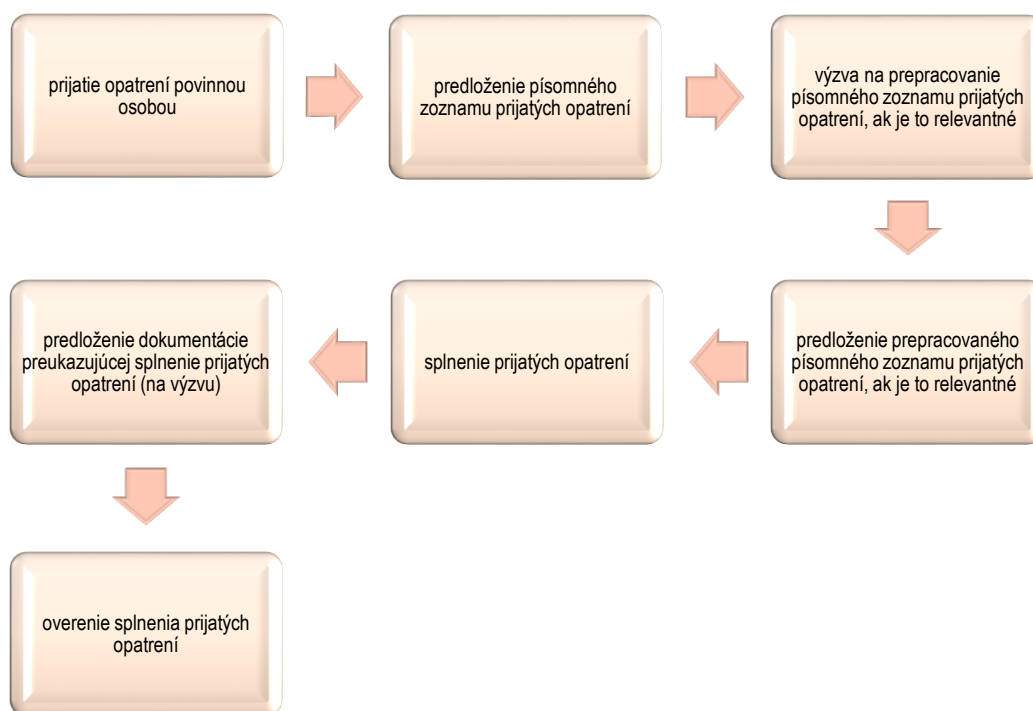 prijatie opatrení povinnou
osobou
predloženie písomného
zoznamu prijatých opatrení
výzva na prepracovanie
písomného zoznamu prijatých
opatrení, ak je to relevantné
predloženie prepracovaného
písomného zoznamu prijatých
opatrení, ak je to relevantné
splnenie prijatých opatrení
predloženie dokumentácie
preukazujúcej splnenie prijatých
opatrení (na výzvu)
overenie splnenia prijatých
opatrení